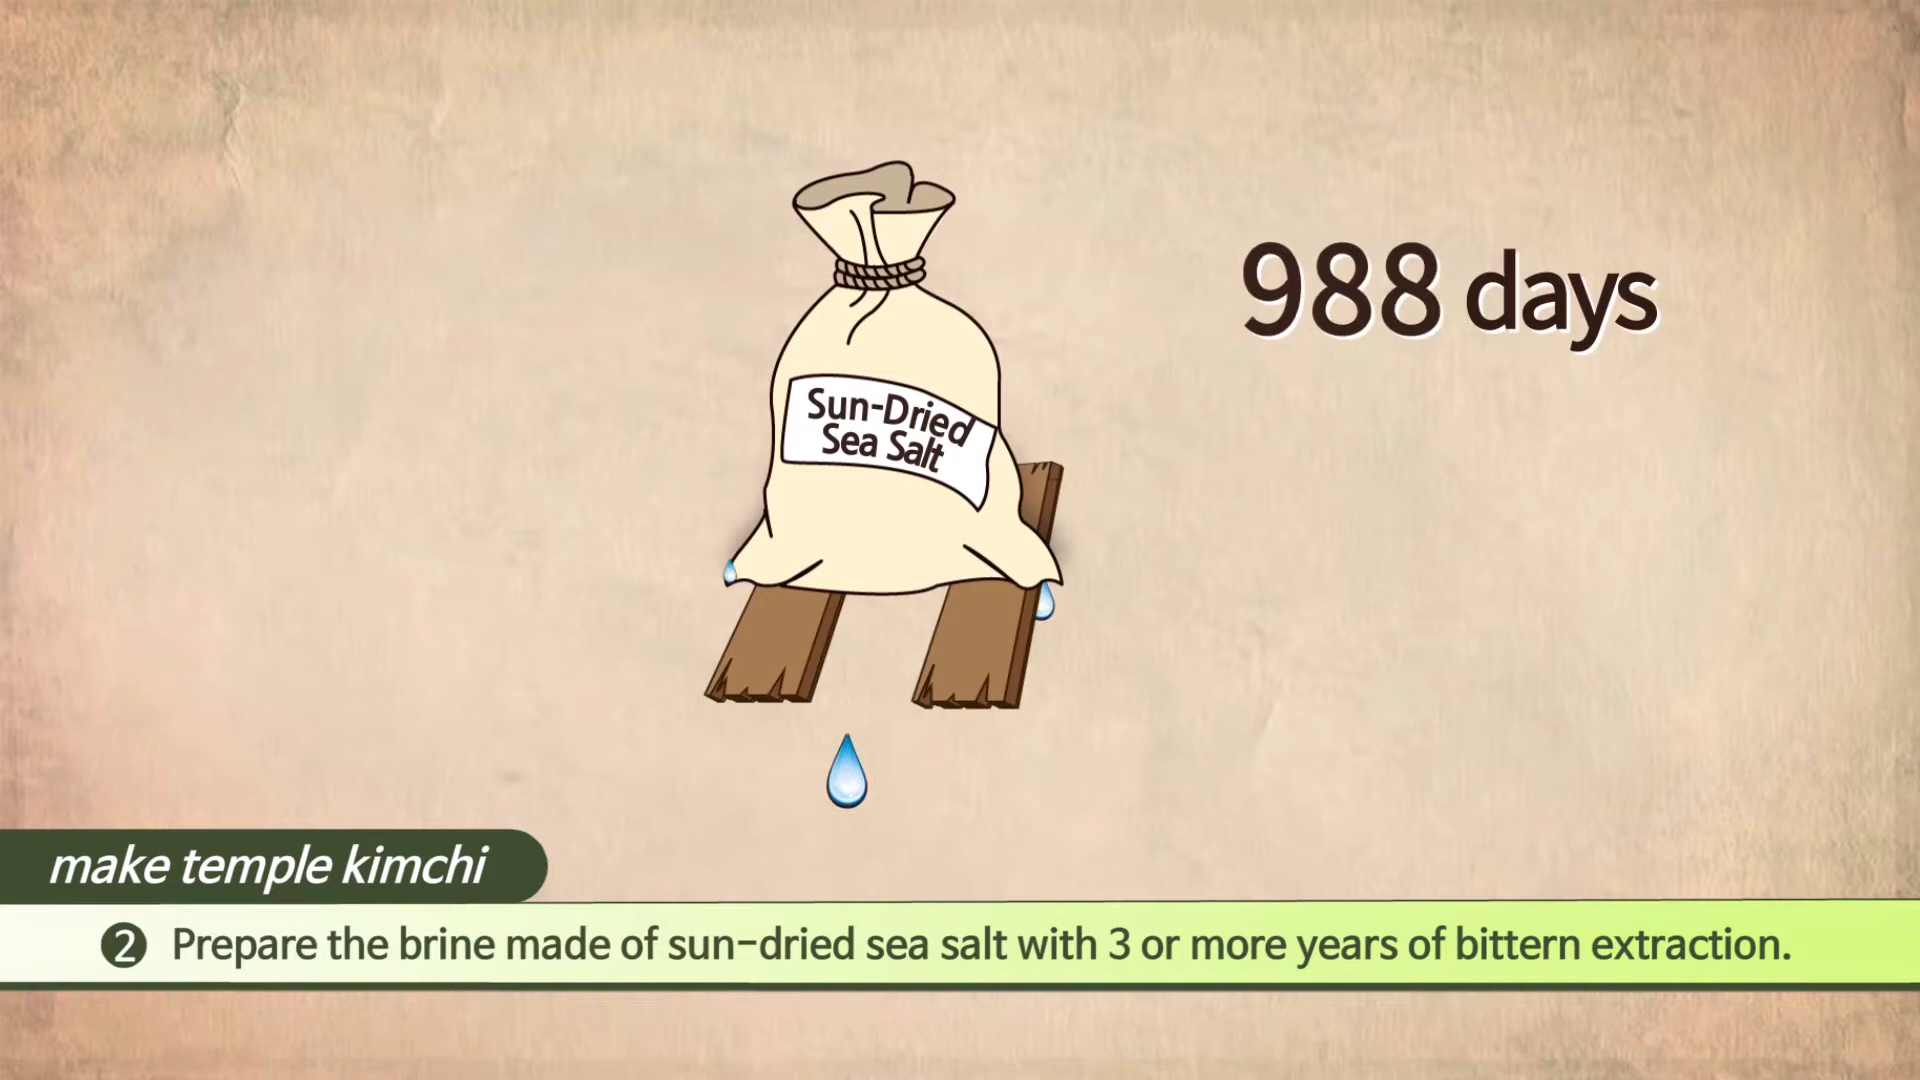 988 days
Sun-Dried
Sea Salt
make temple kimchi
2 Prepare the brine made of sun-dried sea salt with 3 or more years of bittern extraction.